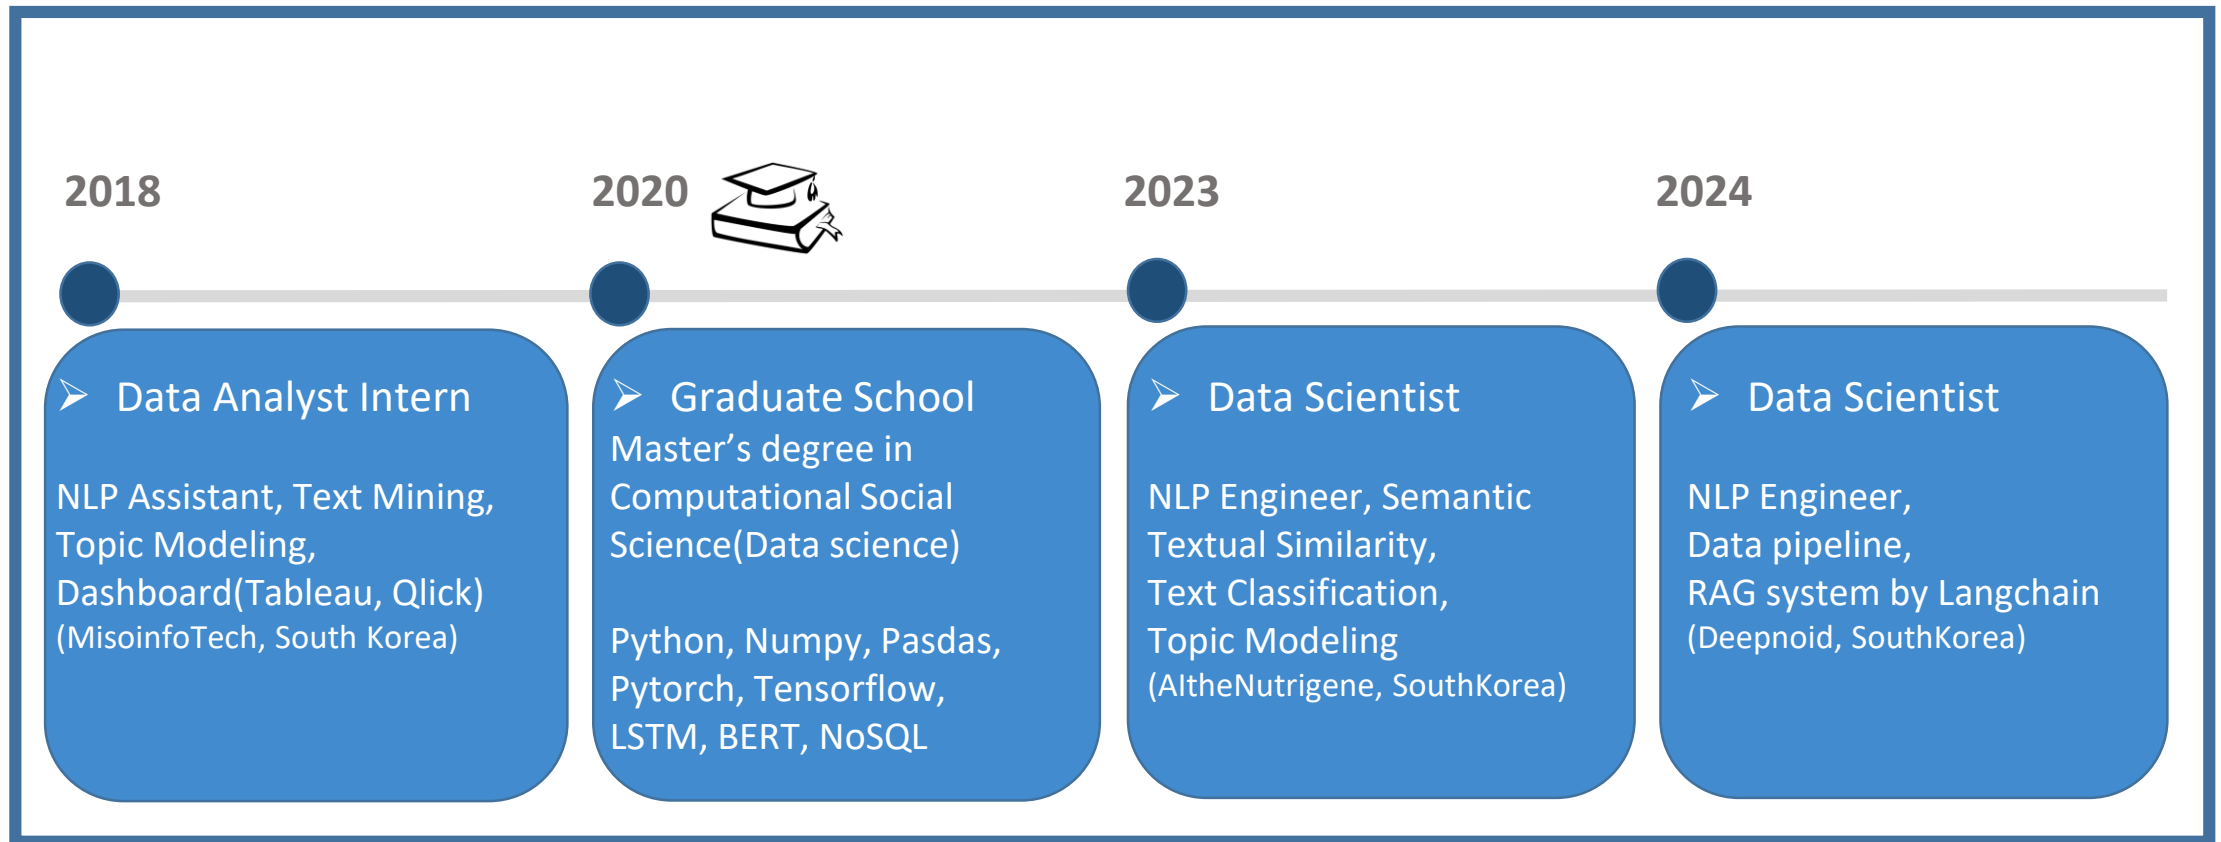 2018
Data Analyst Intern
NLP Assistant, Text Mining,
Topic Modeling,
Dashboard(Tableau, Qlick)
(MisoinfoTech, South Korea)
2020
Graduate School
Master’s degree in
Computational Social
Science(Data science)
Python, Numpy, Pasdas,
Pytorch, Tensorflow,
LSTM, BERT, NoSQL
2023
Data Scientist
NLP Engineer, Semantic
Textual Similarity,
Text Classification,
Topic Modeling
(AItheNutrigene, SouthKorea)
2024
Data Scientist
NLP Engineer,
Data pipeline,
RAG system by Langchain
(Deepnoid, SouthKorea)